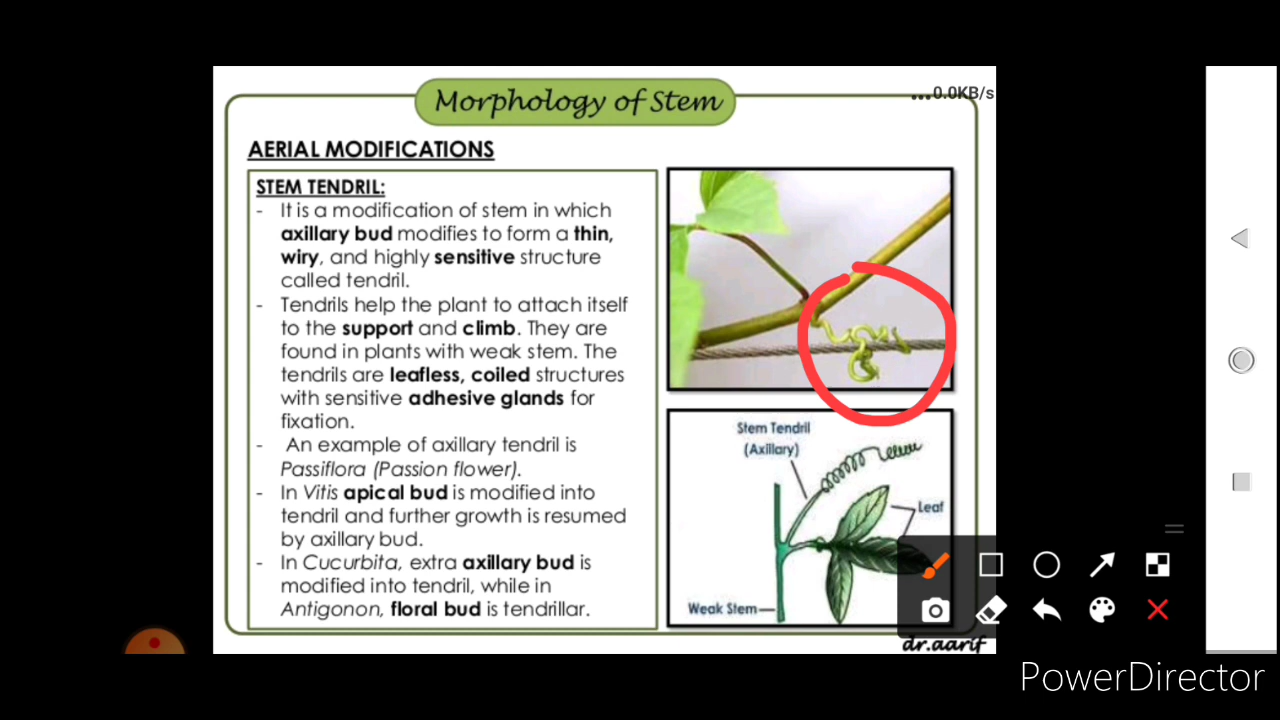 Morphology of Stem
...0.0KB/s
AERIAL MODIFICATIONS
STEM TENDRIL:
- It is a modification of stem in which
axillary bud modifies to form a thin,
wiry, and highly sensitive structure
called tendril.
- Tendrils help the plant to attach itself
to the support and climb. They are
found in plants with weak stem. The
tendrils are leafless, coiled structures
with sensitive adhesive glands for
fixation.
- An example of axillary tendril is
Passiflora (Passion flower).
- In Vitis apical bud is modified into
tendril and further growth is resumed
by axillary bud.
- In Cucurbita, extra axillary bud is
modified into tendril, while in
Antigonon, floral bud is tendrillar.
Stem Tendril
(Axillary)
Leaf
Weak Stem
dr.aarif
PowerDirector